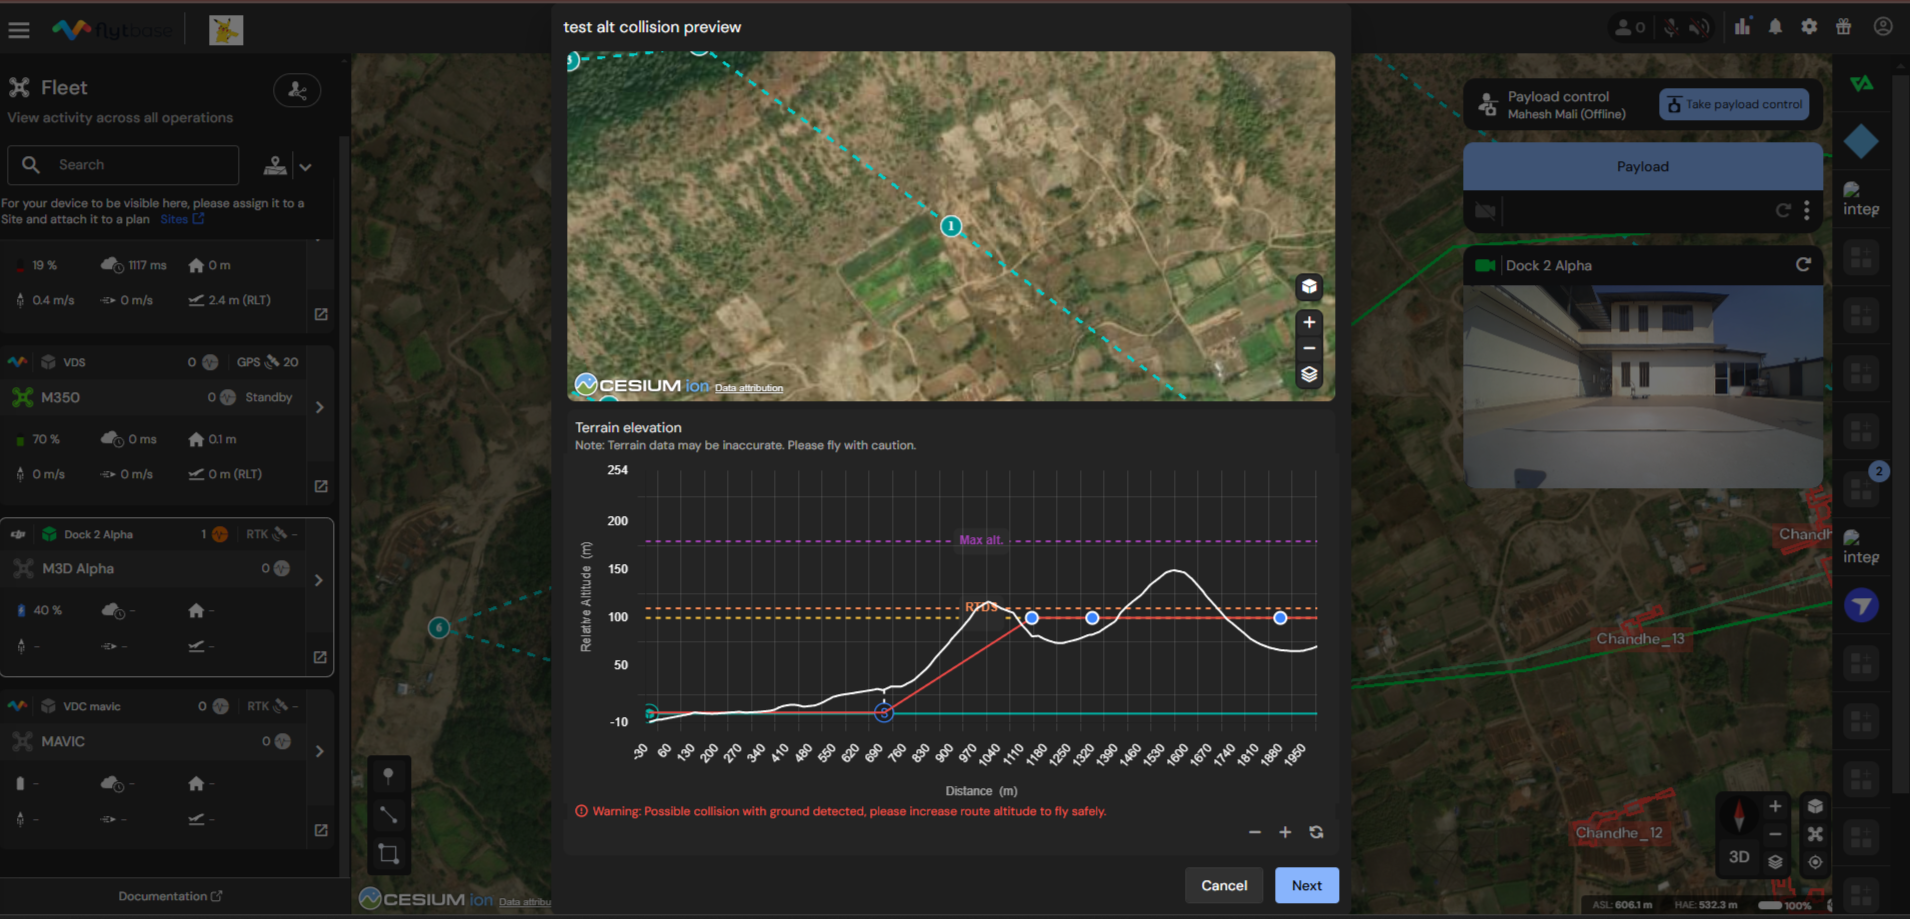 flytbase
0
Fleet
View activity across all operations
Search
For your device to be visible here, please assign it to a
Site and attach it to a plan Sites
19 %
1117 ms
0 m
0.4 m/s
0 m/s
2.4 m (RLT)
VDS
0
GPS
20
M350
0
Standby
70 %
0 ms
0.1 m
0 m/s
0 m/s
0 m (RLT)
Dock 2 Alpha
1
RTK
-
M3D Alpha
0
40 %
-
-
-
-
-
VDC mavic
0
RTK
-
MAVIC
0
-
-
-
-
-
-
Documentation
6
CESIUM ion
test alt collision preview
3
1
CESIUM ion Data attribution
Terrain elevation
Note: Terrain data may be inaccurate. Please fly with caution.
254
200
150
100
50
-10
Relative Altitude (m)
Max alt.
RTDS
S
-30
60
130
200
270
340
410
480
550
620
690
760
830
900
970
1040
1110
1180
1250
1320
1390
1460
1530
1600
1670
1740
1810
1880
1950
Distance (m)
Warning: Possible collision with ground detected, please increase route altitude to fly safely.
Cancel
Next
Payload control
Mahesh Mali (Offline)
Take payload control
Payload
Dock 2 Alpha
integ
2
integ
Chandhe_13
Chandhe_12
3D
ASL: 606.1 m
HAE: 532.3 m
100%